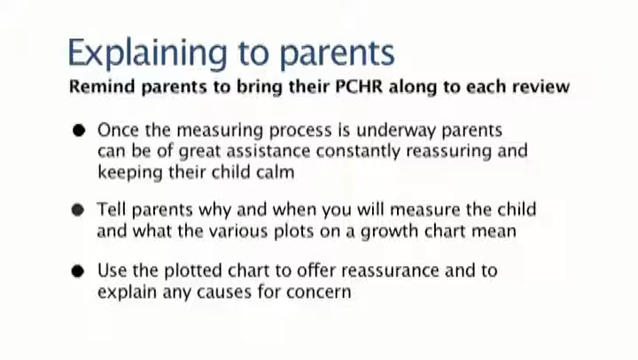 Explaining to parents
Remind parents to bring their PCHR along to each review
● Once the measuring process is underway parents
can be of great assistance constantly reassuring and
keeping their child calm
● Tell parents why and when you will measure the child
and what the various plots on a growth chart mean
● Use the plotted chart to offer reassurance and to
explain any causes for concern